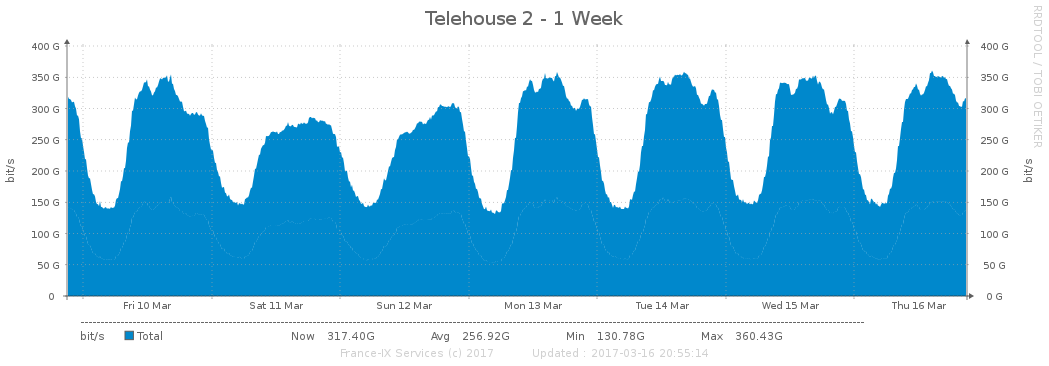 Telehouse 2 - 1 Week
RRDTOOL / TOBI OETIKER
400 G 400 G
350 G 350 G
300 G 300 G
250 G 250 G
200 G 200 G
150 G 150 G
100 G 100 G
50 G 50 G
0 0 G
bit/s bit/s
Fri 10 Mar Sat 11 Mar Sun 12 Mar Mon 13 Mar Tue 14 Mar Wed 15 Mar Thu 16 Mar
bit/s Total Now 317.40G Avg 256.92G Min 130.78G Max 360.43G
France-IX Services (c) 2017 Updated : 2017-03-16 20:55:14